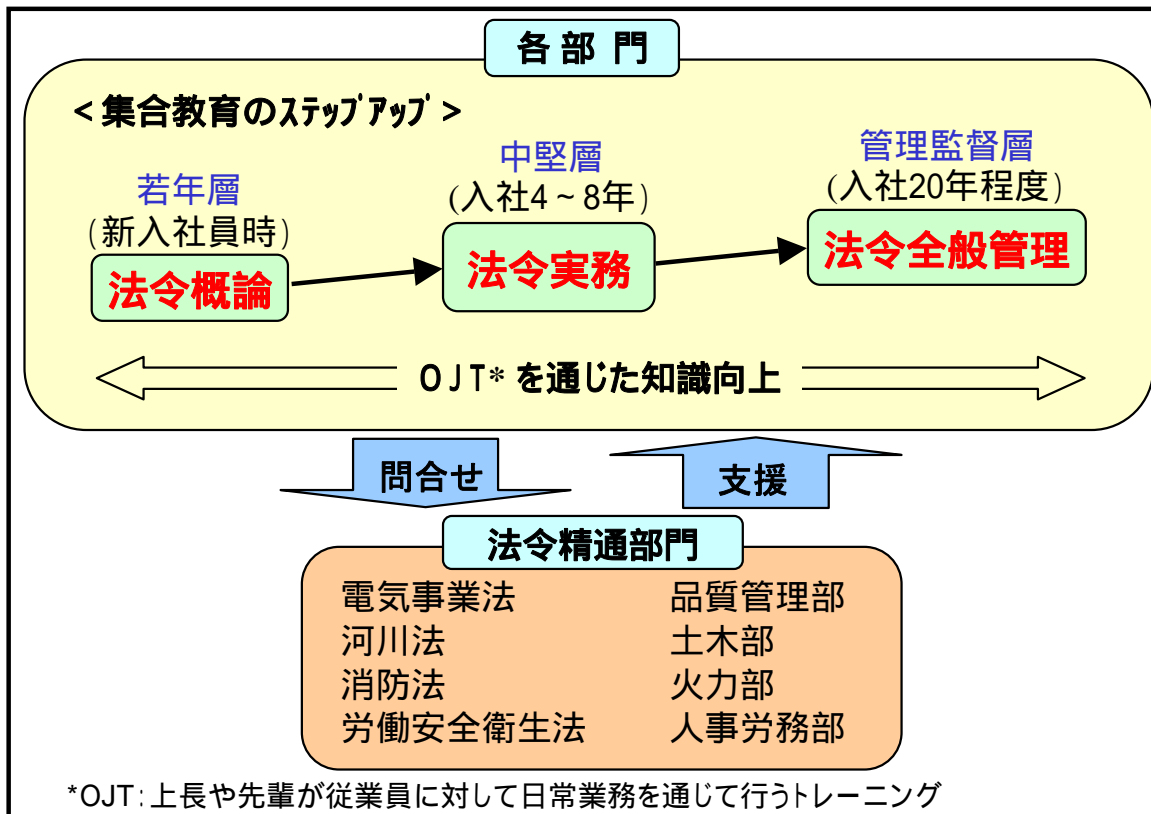 各部門
<集合教育のｽﾃｯﾌﾟｱｯﾌﾟ>
若年層
(新入社員時)
法令概論
中堅層
(入社4～8年)
法令実務
管理監督層
(入社20年程度)
法令全般管理
OJT*を通じた知識向上
問合せ
支援
法令精通部門
電気事業法 品質管理部
河川法 土木部
消防法 火力部
労働安全衛生法 人事労務部
*OJT:上長や先輩が従業員に対して日常業務を通じて行うトレーニング